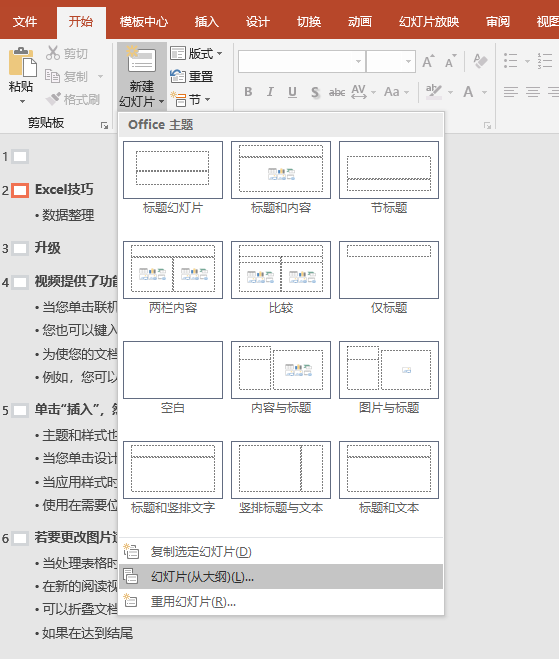 文件 开始 模板中心 插入 设计 切换 动画 幻灯片放映 审阅 视图
粘贴
剪切
复制
格式刷
剪贴板
新建
幻灯片
版式
重置
节
B I U S abc AV Aa A
Office 主题
标题幻灯片 标题和内容 节标题
两栏内容 比较 仅标题
空白 内容与标题 图片与标题
标题和竖排文字 竖排标题与文本 标题和文本
复制选定幻灯片(D)
幻灯片(从大纲)(L)...
重用幻灯片(R)...
1
2 Excel技巧
• 数据整理
3 升级
4 视频提供了功能
• 当您单击联机
• 您也可以键入
• 为使您的文档
• 例如，您可以
5 单击“插入”，然
• 主题和样式也
• 当您单击设计
• 当应用样式时
• 使用在需要位
6 若要更改图片适
• 当处理表格时
• 在新的阅读视
• 可以折叠文档
• 如果在达到结尾